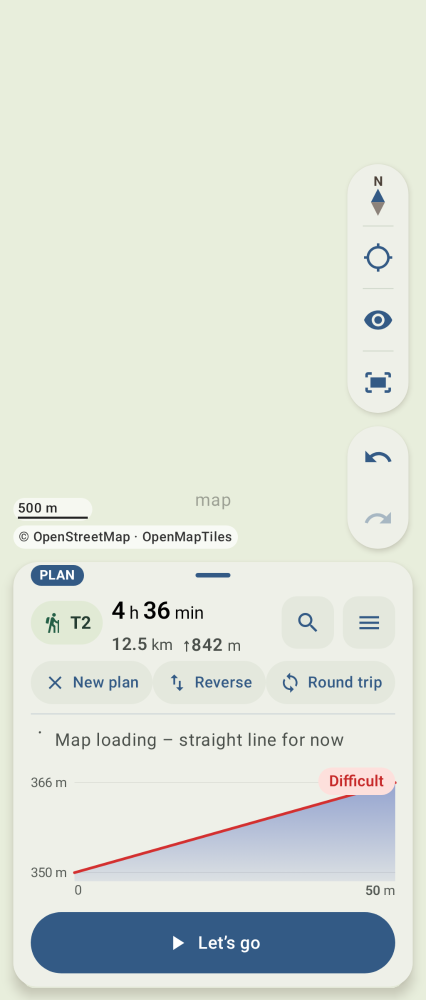 N
map
500 m
© OpenStreetMap · OpenMapTiles
PLAN
T2
4 h 36 min
12.5 km ↑842 m
New plan
Reverse
Round trip
Map loading – straight line for now
366 m
Difficult
350 m
0
50 m
Let’s go